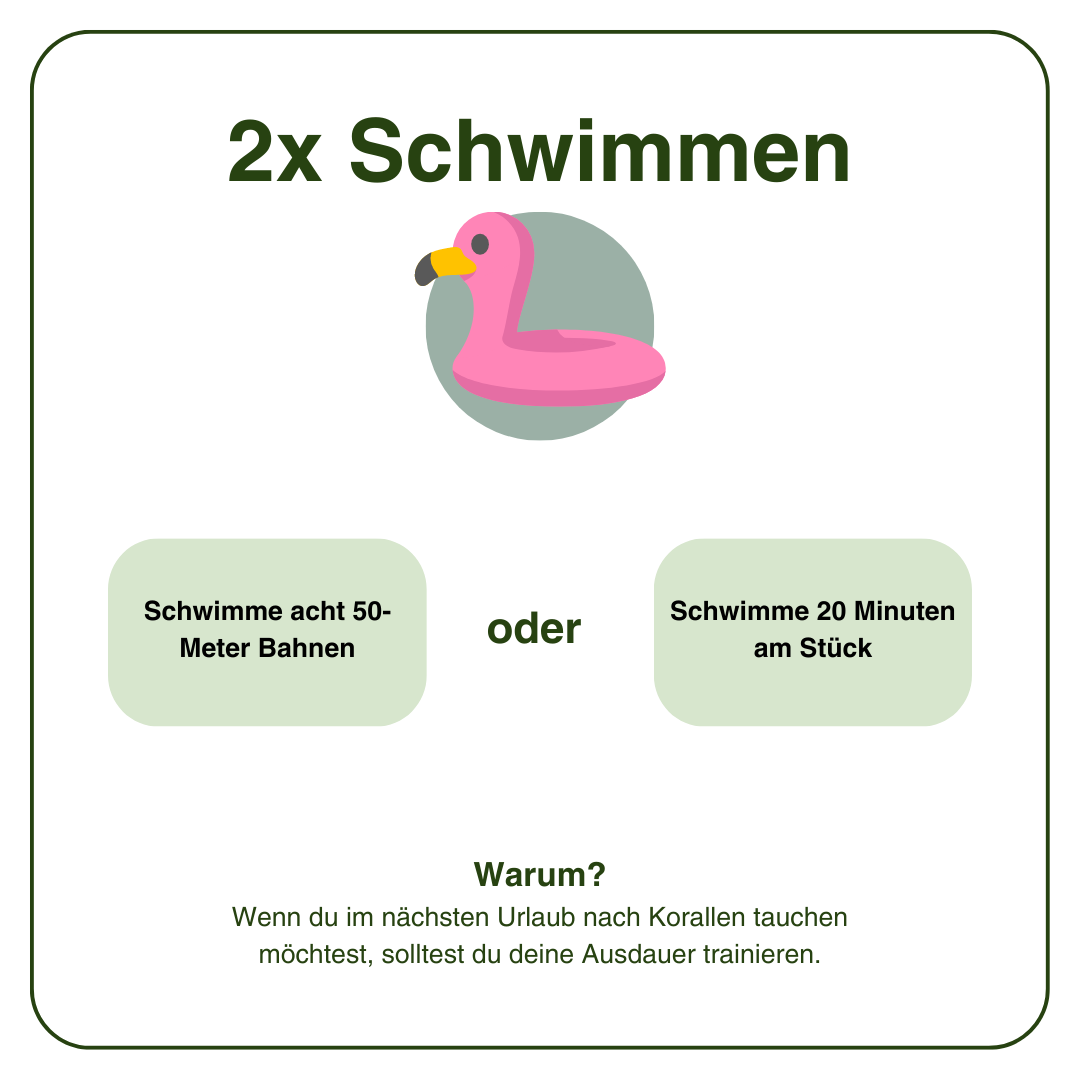 2x Schwimmen
Schwimme acht 50-
Meter Bahnen
oder
Schwimme 20 Minuten
am Stück
Warum?
Wenn du im nächsten Urlaub nach Korallen tauchen
möchtest, solltest du deine Ausdauer trainieren.